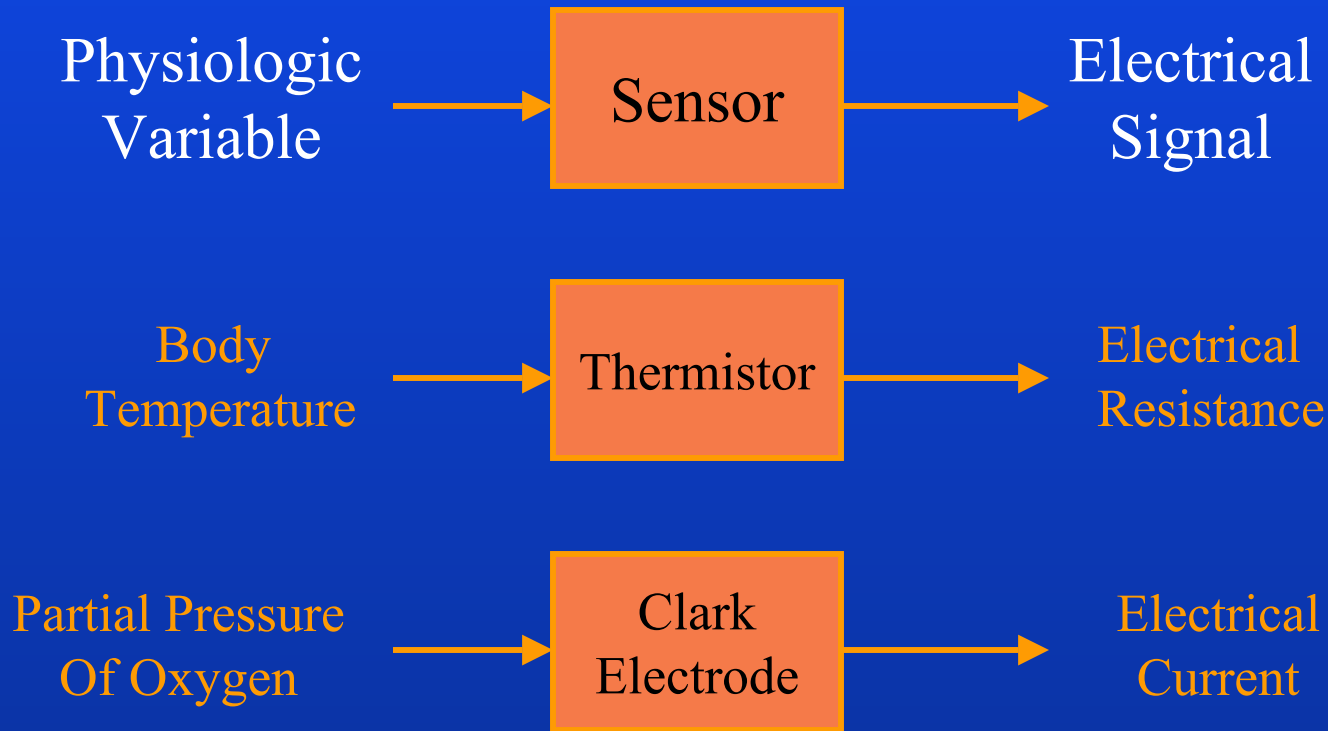 Physiologic
Variable
Sensor
Electrical
Signal
Body
Temperature
Thermistor
Electrical
Resistance
Partial Pressure
Of Oxygen
Clark
Electrode
Electrical
Current